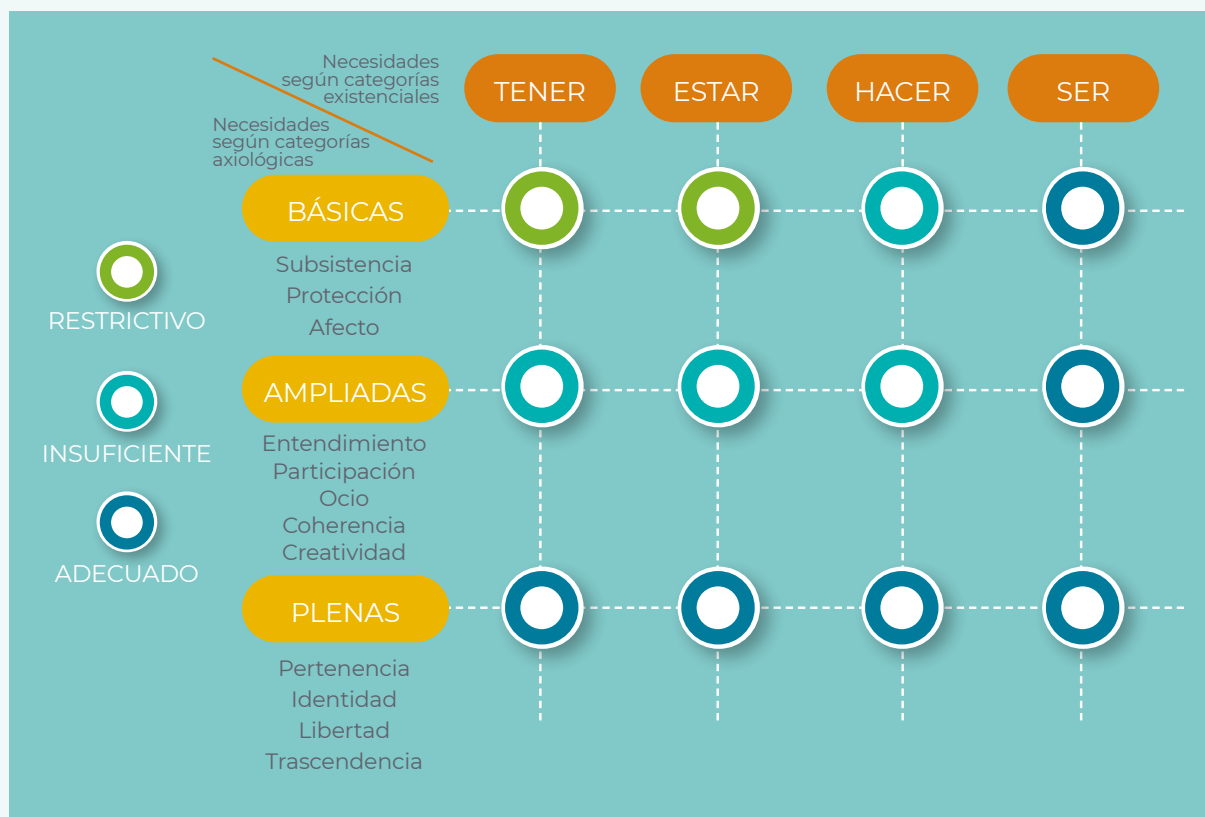 Necesidades
según categorías
existenciales
Necesidades
según categorías
axiológicas
TENER
ESTAR
HACER
SER
BÁSICAS
Subsistencia
Protección
Afecto
RESTRICTIVO
AMPLIADAS
Entendimiento
Participación
Ocio
Coherencia
Creatividad
INSUFICIENTE
ADECUADO
PLENAS
Pertenencia
Identidad
Libertad
Trascendencia